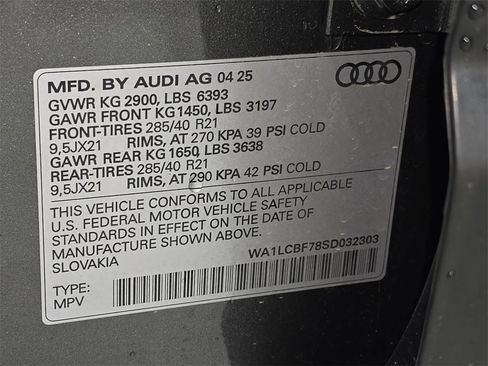 MFD. BY AUDI AG 04 25
GVWR KG 2900, LBS 6393
GAWR FRONT KG 1450, LBS 3197
FRONT-TIRES 285/40 R21
9,5JX21 RIMS, AT 270 KPA 39 PSI COLD
GAWR REAR KG 1650, LBS 3638
REAR-TIRES 285/40 R21
9,5JX21 RIMS, AT 290 KPA 42 PSI COLD
THIS VEHICLE CONFORMS TO ALL APPLICABLE
U.S. FEDERAL MOTOR VEHICLE SAFETY
STANDARDS IN EFFECT ON THE DATE OF
MANUFACTURE SHOWN ABOVE.
SLOVAKIA
WA1LCBF78SD032303
TYPE:
MPV